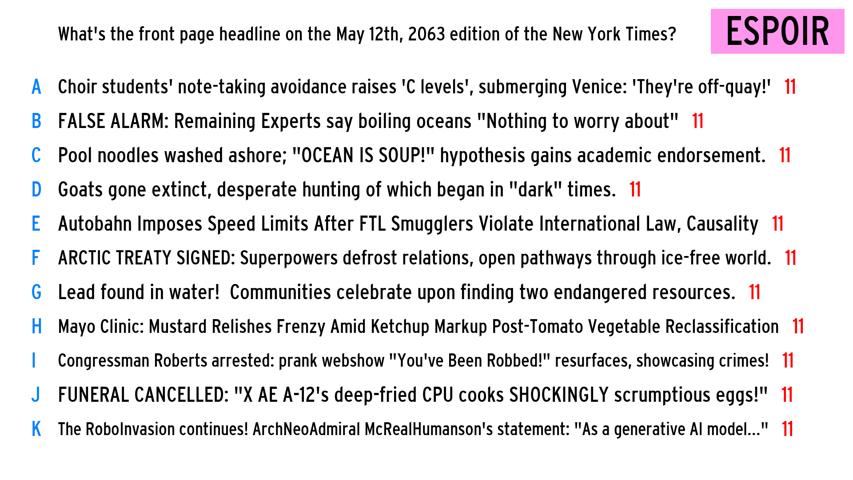 What's the front page headline on the May 12th, 2063 edition of the New York Times?
ESPOIR
A Choir students' note-taking avoidance raises 'C levels', submerging Venice: 'They're off-quay!' 11
B FALSE ALARM: Remaining Experts say boiling oceans "Nothing to worry about" 11
C Pool noodles washed ashore; "OCEAN IS SOUP!" hypothesis gains academic endorsement. 11
D Goats gone extinct, desperate hunting of which began in "dark" times. 11
E Autobahn Imposes Speed Limits After FTL Smugglers Violate International Law, Causality 11
F ARCTIC TREATY SIGNED: Superpowers defrost relations, open pathways through ice-free world. 11
G Lead found in water!  Communities celebrate upon finding two endangered resources. 11
H Mayo Clinic: Mustard Relishes Frenzy Amid Ketchup Markup Post-Tomato Vegetable Reclassification 11
I Congressman Roberts arrested: prank webshow "You've Been Robbed!" resurfaces, showcasing crimes! 11
J FUNERAL CANCELLED: "X AE A-12's deep-fried CPU cooks SHOCKINGLY scrumptious eggs!" 11
K The RoboInvasion continues! ArchNeoAdmiral McRealHumanson's statement: "As a generative AI model..." 11